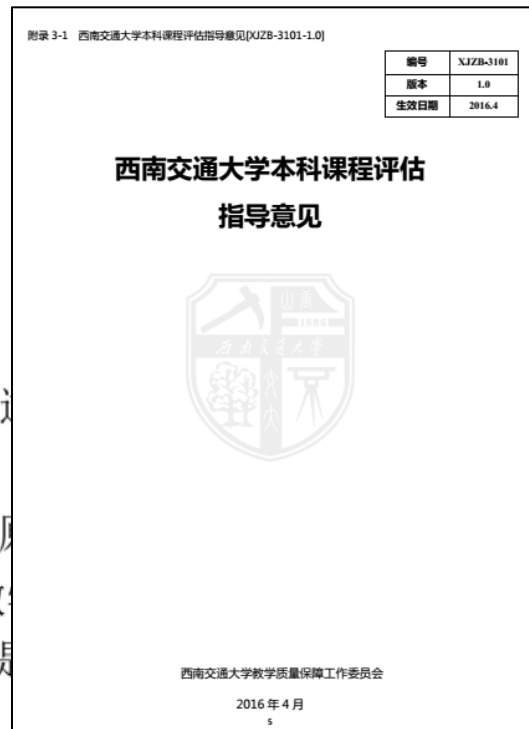 附录 3-1 西南交通大学本科课程评估指导意见[XJZB-3101-1.0]
编号 XJZB-3101
版本 1.0
生效日期 2016.4
西南交通大学本科课程评估
指导意见
山唐
1896
西南交通大学
交大
西南交通大学教学质量保障工作委员会
2016 年 4 月
5